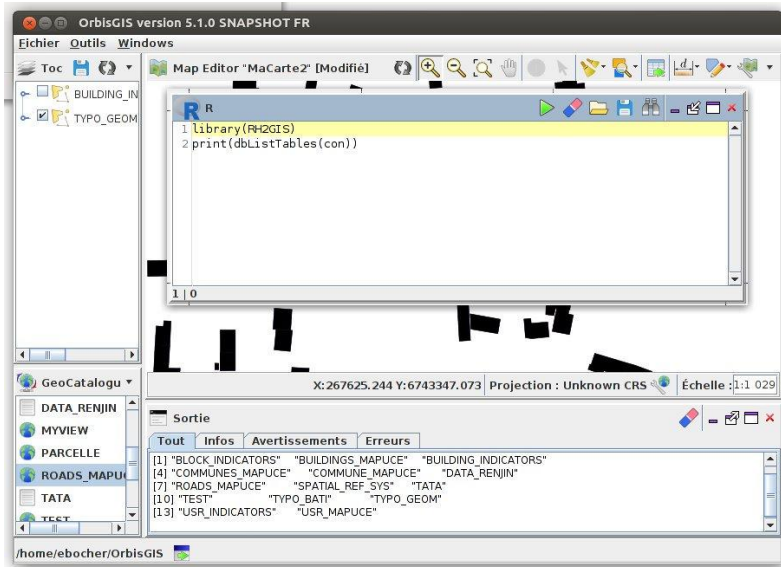 OrbisGIS version 5.1.0 SNAPSHOT FR
Fichier Outils Windows
Toc
Map Editor "MaCarte2" [Modifié]
BUILDING_IN
TYPO_GEOM
R
1 library(RH2GIS)
2 print(dbListTables(con))
1 | 0
X:267625.244 Y:6743347.073 Projection : Unknown CRS Échelle : 1:1 029
GeoCatalogu
DATA_RENJIN
MYVIEW
PARCELLE
ROADS_MAPU
TATA
TEST
Sortie
Tout Infos Avertissements Erreurs
[1] "BLOCK_INDICATORS" "BUILDINGS_MAPUCE" "BUILDING_INDICATORS"
[4] "COMMUNES_MAPUCE" "COMMUNE_MAPUCE" "DATA_RENJIN"
[7] "ROADS_MAPUCE" "SPATIAL_REF_SYS" "TATA"
[10] "TEST" "TYPO_BATI" "TYPO_GEOM"
[13] "USR_INDICATORS" "USR_MAPUCE"
/home/ebocher/OrbisGIS